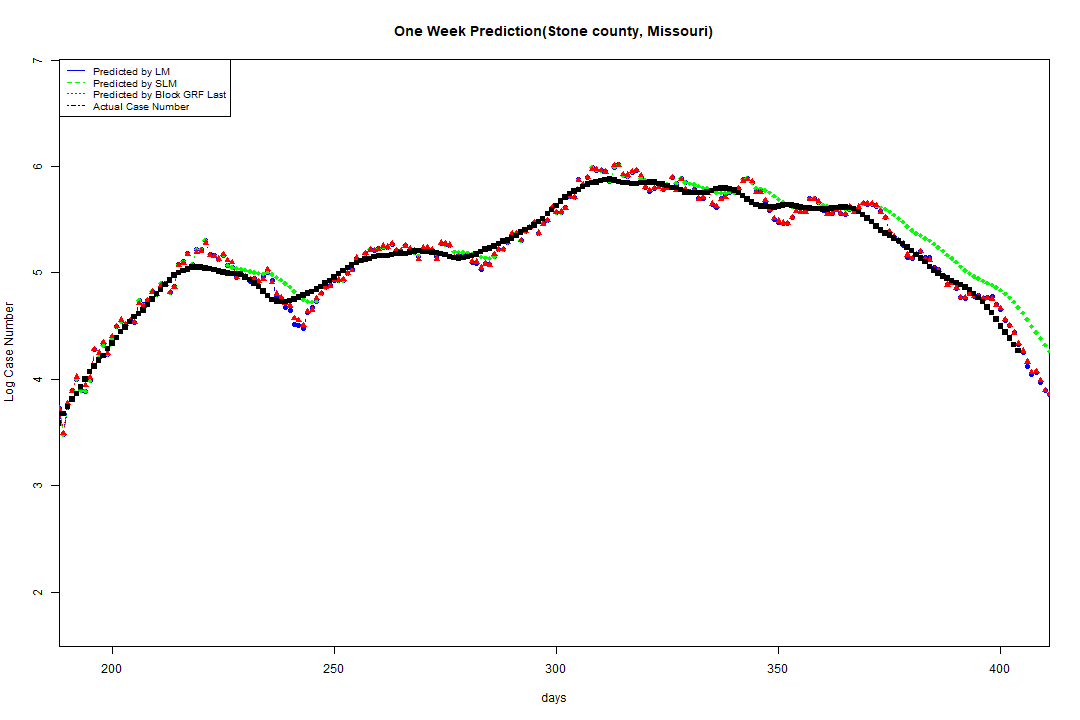 One Week Prediction(Stone county, Missouri)
Predicted by LM
Predicted by SLM
Predicted by Block GRF Last
Actual Case Number
7
6
5
4
3
2
Log Case Number
200 250 300 350 400
days